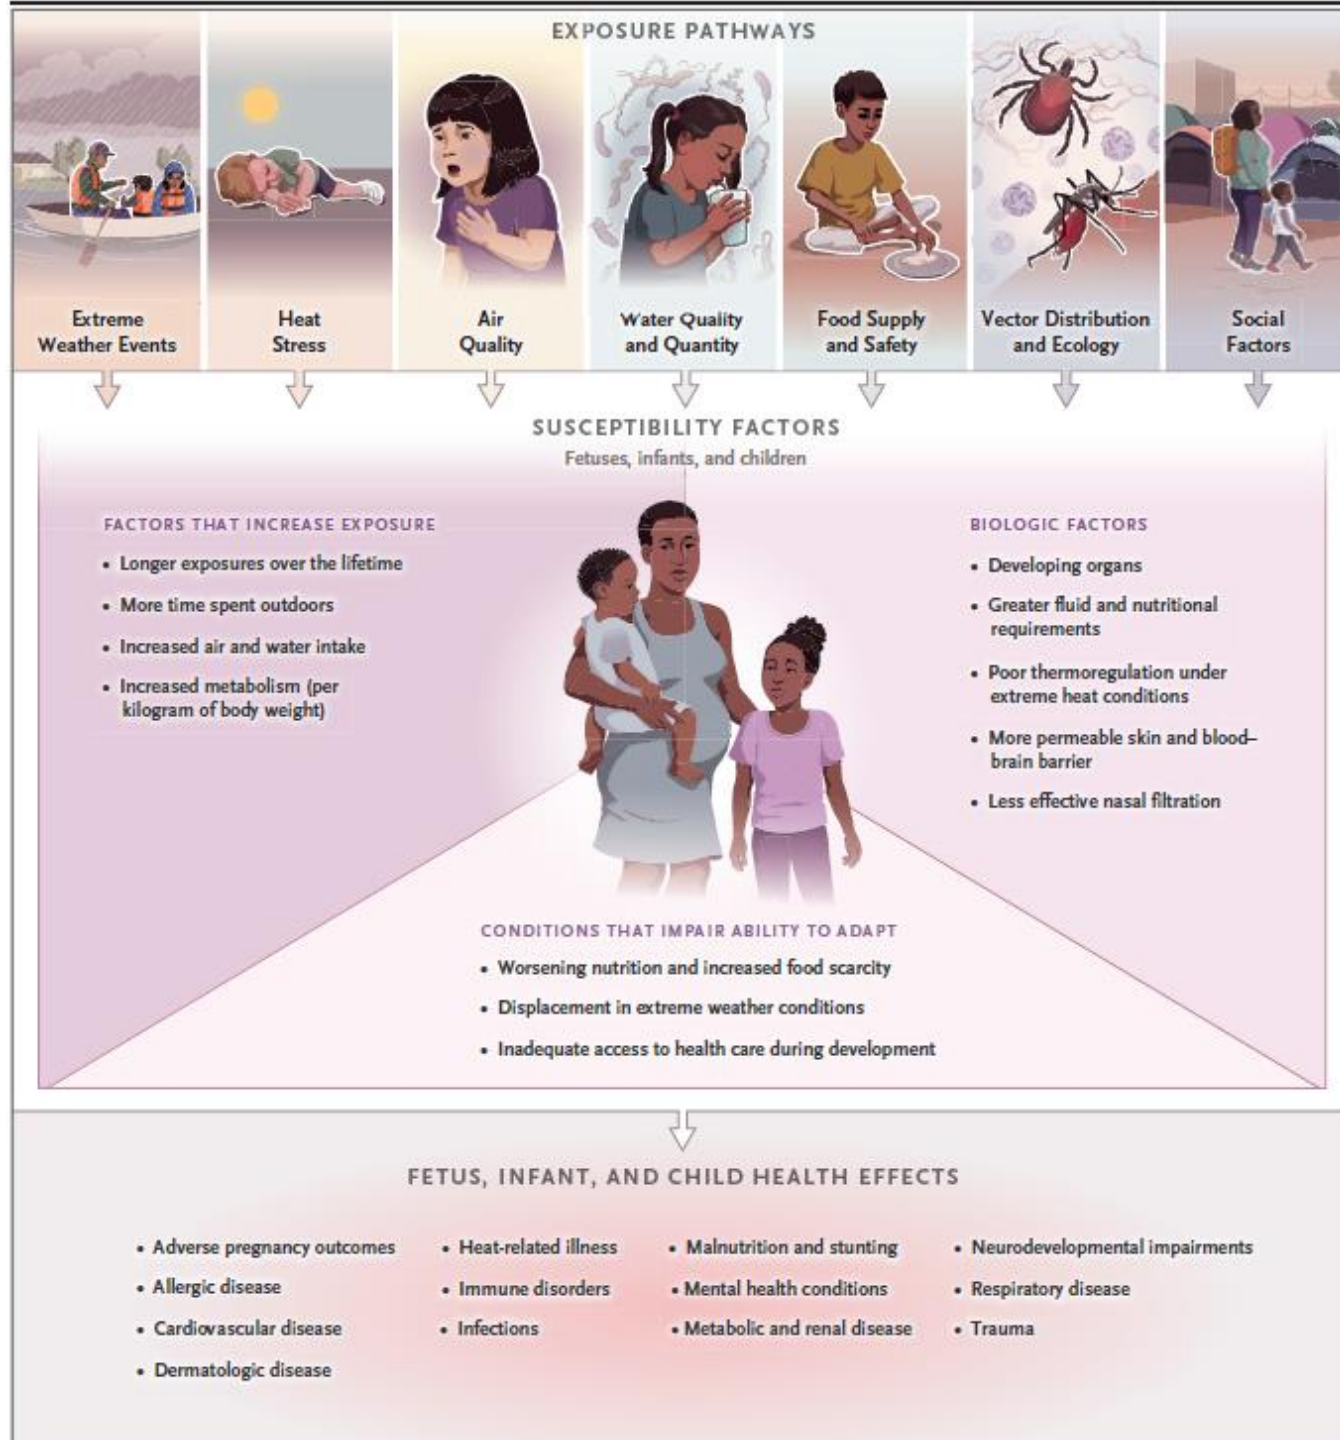 EXPOSURE PATHWAYS
Extreme
Weather Events
Heat
Stress
Air
Quality
Water Quality
and Quantity
Food Supply
and Safety
Vector Distribution
and Ecology
Social
Factors
SUSCEPTIBILITY FACTORS
Fetuses, infants, and children
FACTORS THAT INCREASE EXPOSURE
• Longer exposures over the lifetime
• More time spent outdoors
• Increased air and water intake
• Increased metabolism (per
kilogram of body weight)
BIOLOGIC FACTORS
• Developing organs
• Greater fluid and nutritional
requirements
• Poor thermoregulation under
extreme heat conditions
• More permeable skin and blood–
brain barrier
• Less effective nasal filtration
CONDITIONS THAT IMPAIR ABILITY TO ADAPT
• Worsening nutrition and increased food scarcity
• Displacement in extreme weather conditions
• Inadequate access to health care during development
FETUS, INFANT, AND CHILD HEALTH EFFECTS
• Adverse pregnancy outcomes
• Allergic disease
• Cardiovascular disease
• Dermatologic disease
• Heat-related illness
• Immune disorders
• Infections
• Malnutrition and stunting
• Mental health conditions
• Metabolic and renal disease
• Neurodevelopmental impairments
• Respiratory disease
• Trauma